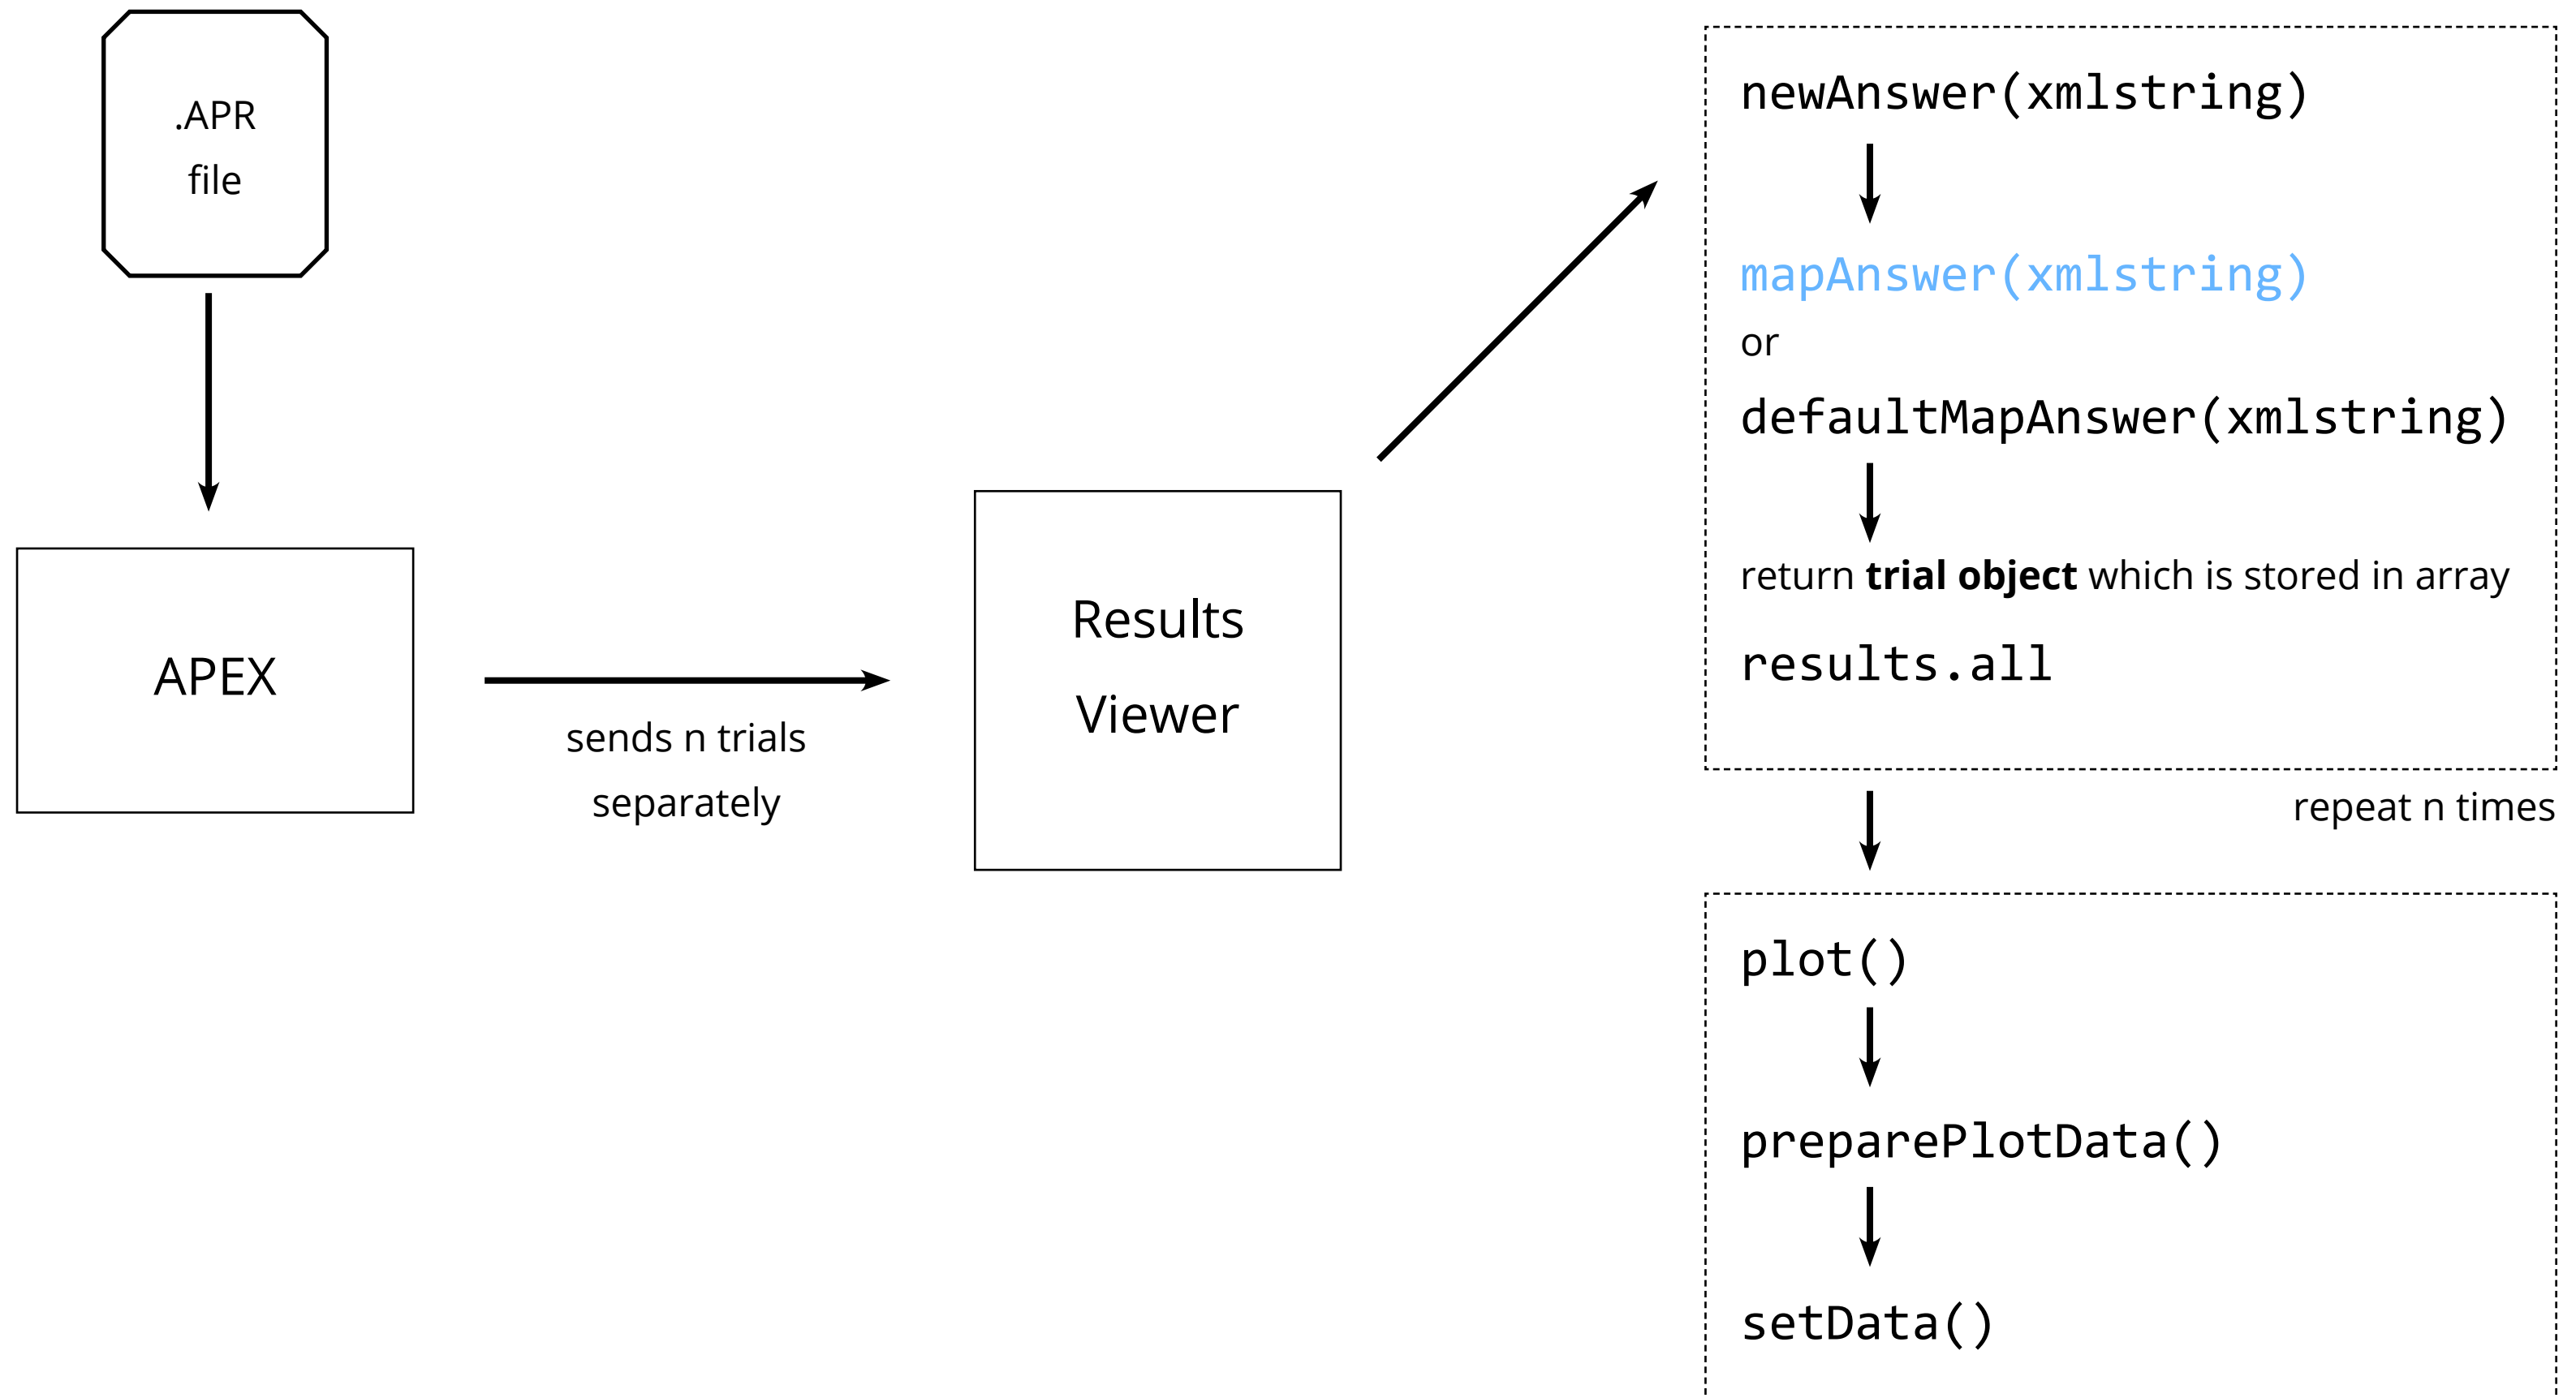 .APR
file
APEX
sends n trials
separately
Results
Viewer
newAnswer(xmlstring)
mapAnswer(xmlstring)
or
defaultMapAnswer(xmlstring)
return trial object which is stored in array
results.all
repeat n times
plot()
preparePlotData()
setData()